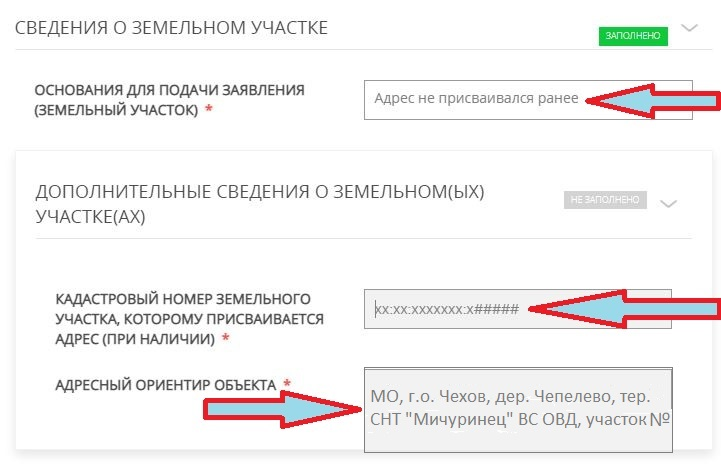 СВЕДЕНИЯ О ЗЕМЕЛЬНОМ УЧАСТКЕ
ЗАПОЛНЕНО
ОСНОВАНИЯ ДЛЯ ПОДАЧИ ЗАЯВЛЕНИЯ
(ЗЕМЕЛЬНЫЙ УЧАСТОК) *
Адрес не присваивался ранее
ДОПОЛНИТЕЛЬНЫЕ СВЕДЕНИЯ О ЗЕМЕЛЬНОМ(ЫХ)
УЧАСТКЕ(АХ)
НЕ ЗАПОЛНЕНО
КАДАСТРОВЫЙ НОМЕР ЗЕМЕЛЬНОГО
УЧАСТКА, КОТОРОМУ ПРИСВАИВАЕТСЯ
АДРЕС (ПРИ НАЛИЧИИ) *
xx:xx:xxxxxxx:x#####
АДРЕСНЫЙ ОРИЕНТИР ОБЪЕКТА *
МО, г.о. Чехов, дер. Чепелево, тер.
СНТ "Мичуринец" ВС ОВД, участок №